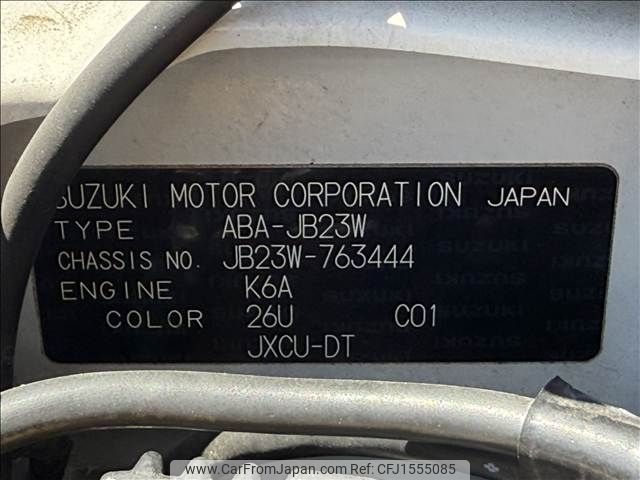 SUZUKI MOTOR CORPORATION JAPAN
TYPE ABA-JB23W
CHASSIS NO. JB23W-763444
ENGINE K6A
COLOR 26U C01
JXCU-DT
www.CarFromJapan.com CFJ1555085